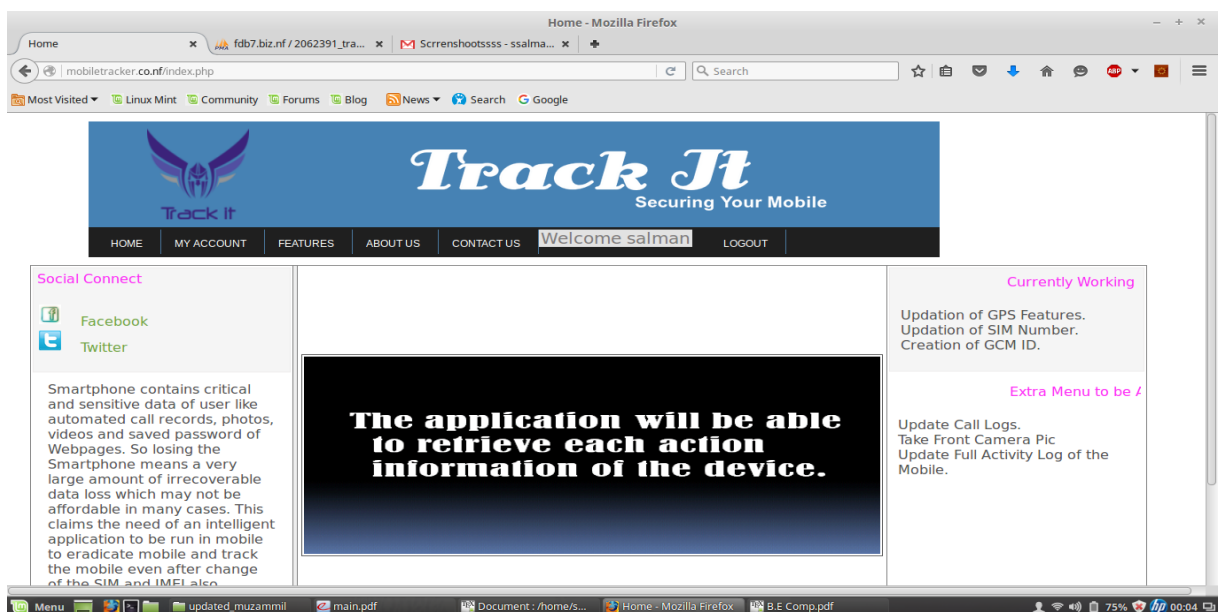 Home - Mozilla Firefox
Home
fdb7.biz.nf / 2062391_tra...
Scrrenshootssss - ssalma...
mobiletracker.co.nf/index.php
Search
ABP
Most Visited
Linux Mint
Community
Forums
Blog
News
Search
Google
Track It
Track It
Securing Your Mobile
HOME
MY ACCOUNT
FEATURES
ABOUT US
CONTACT US
Welcome salman
LOGOUT
Social Connect
Facebook
Twitter
Smartphone contains critical
and sensitive data of user like
automated call records, photos,
videos and saved password of
Webpages. So losing the
Smartphone means a very
large amount of irrecoverable
data loss which may not be
affordable in many cases. This
claims the need of an intelligent
application to be run in mobile
to eradicate mobile and track
the mobile even after change
of the SIM and IMEI also
The application will be able
to retrieve each action
information of the device.
Currently Working
Updation of GPS Features.
Updation of SIM Number.
Creation of GCM ID.
Extra Menu to be A
Update Call Logs.
Take Front Camera Pic
Update Full Activity Log of the
Mobile.
Menu
updated_muzammil
main.pdf
Document : /home/s...
Home - Mozilla Firefox
B.E Comp.pdf
75%
00:04